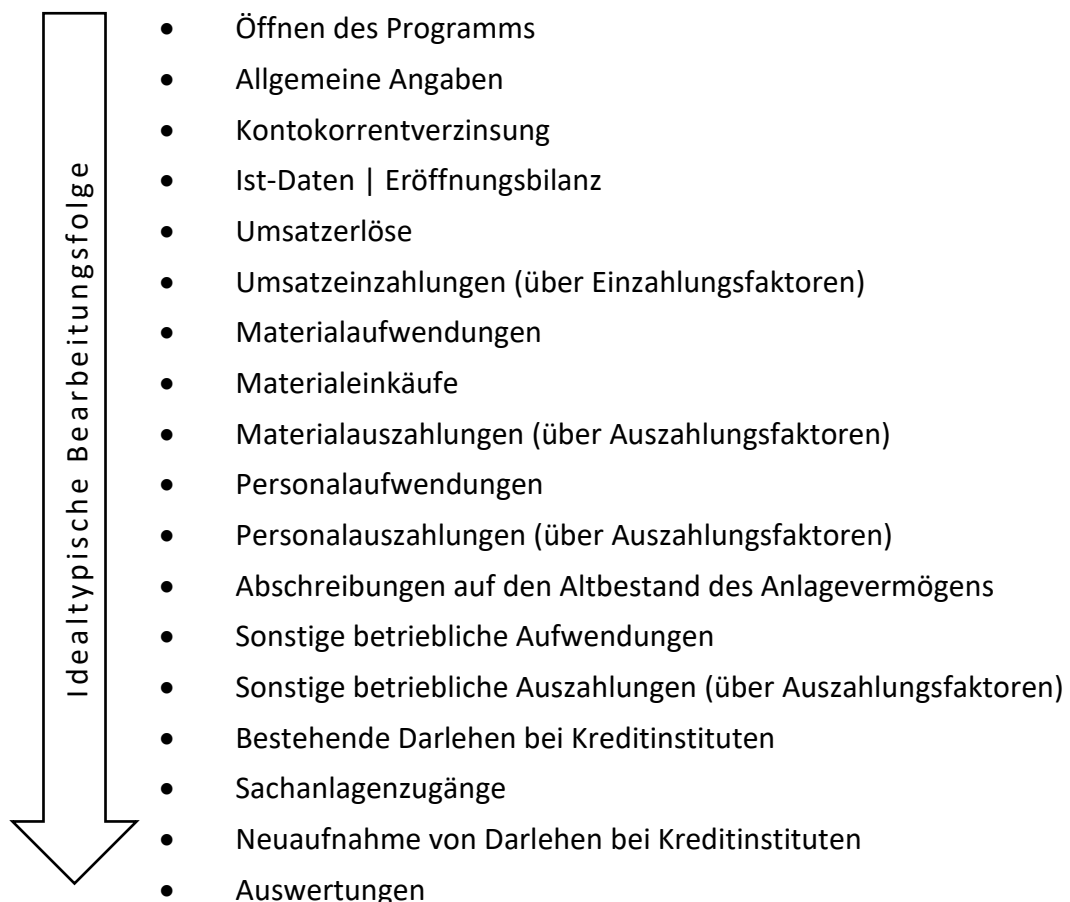 Idealtypische Bearbeitungsfolge
• Öffnen des Programms
• Allgemeine Angaben
• Kontokorrentverzinsung
• Ist-Daten | Eröffnungsbilanz
• Umsatzerlöse
• Umsatzeinzahlungen (über Einzahlungsfaktoren)
• Materialaufwendungen
• Materialeinkäufe
• Materialauszahlungen (über Auszahlungsfaktoren)
• Personalaufwendungen
• Personalauszahlungen (über Auszahlungsfaktoren)
• Abschreibungen auf den Altbestand des Anlagevermögens
• Sonstige betriebliche Aufwendungen
• Sonstige betriebliche Auszahlungen (über Auszahlungsfaktoren)
• Bestehende Darlehen bei Kreditinstituten
• Sachanlagenzugänge
• Neuaufnahme von Darlehen bei Kreditinstituten
• Auswertungen